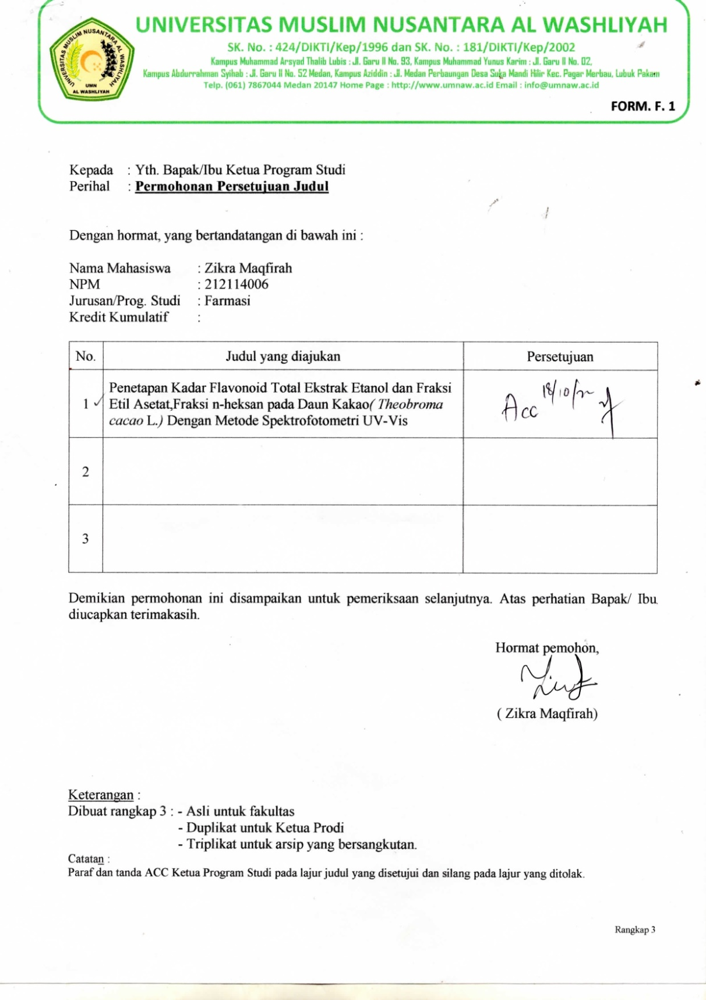 UNIVERSITAS MUSLIM NUSANTARA AL WASHLIYAH
UMN
AL WASHLIYAH
UNIVERSITAS MUSLIM NUSANTARA AL WASHLIYAH
SK. No. : 424/DIKTI/Kep/1996 dan SK. No. : 181/DIKTI/Kep/2002
Kampus Muhammad Arsyad Thalib Lubis : Jl. Garu II No. 93, Kampus Muhammad Yunus Karim : Jl. Garu II No. 02,
Kampus Abdurrahman Syihab : Jl. Garu II No. 52 Medan, Kampus Aziddin : Jl. Medan Perbaungan Desa Suka Mandi Hilir Kec. Pagar Merbau, Lubuk Pakam
Telp. (061) 7867044 Medan 20147 Home Page : http://www.umnaw.ac.id Email : info@umnaw.ac.id
FORM. F. 1
Kepada : Yth. Bapak/Ibu Ketua Program Studi
Perihal : Permohonan Persetujuan Judul
Dengan hormat, yang bertandatangan di bawah ini :
Nama Mahasiswa : Zikra Maqfirah
NPM : 212114006
Jurusan/Prog. Studi : Farmasi
Kredit Kumulatif :
No. Judul yang diajukan Persetujuan
Penetapan Kadar Flavonoid Total Ekstrak Etanol dan Fraksi
1 ✓ Etil Asetat,Fraksi n-heksan pada Daun Kakao( Theobroma
cacao L.) Dengan Metode Spektrofotometri UV-Vis
Acc 18/10/22
2
3
Demikian permohonan ini disampaikan untuk pemeriksaan selanjutnya. Atas perhatian Bapak/ Ibu
diucapkan terimakasih.
Hormat pemohon,
( Zikra Maqfirah)
Keterangan :
Dibuat rangkap 3 : - Asli untuk fakultas
- Duplikat untuk Ketua Prodi
- Triplikat untuk arsip yang bersangkutan.
Catatan :
Paraf dan tanda ACC Ketua Program Studi pada lajur judul yang disetujui dan silang pada lajur yang ditolak.
Rangkap 3